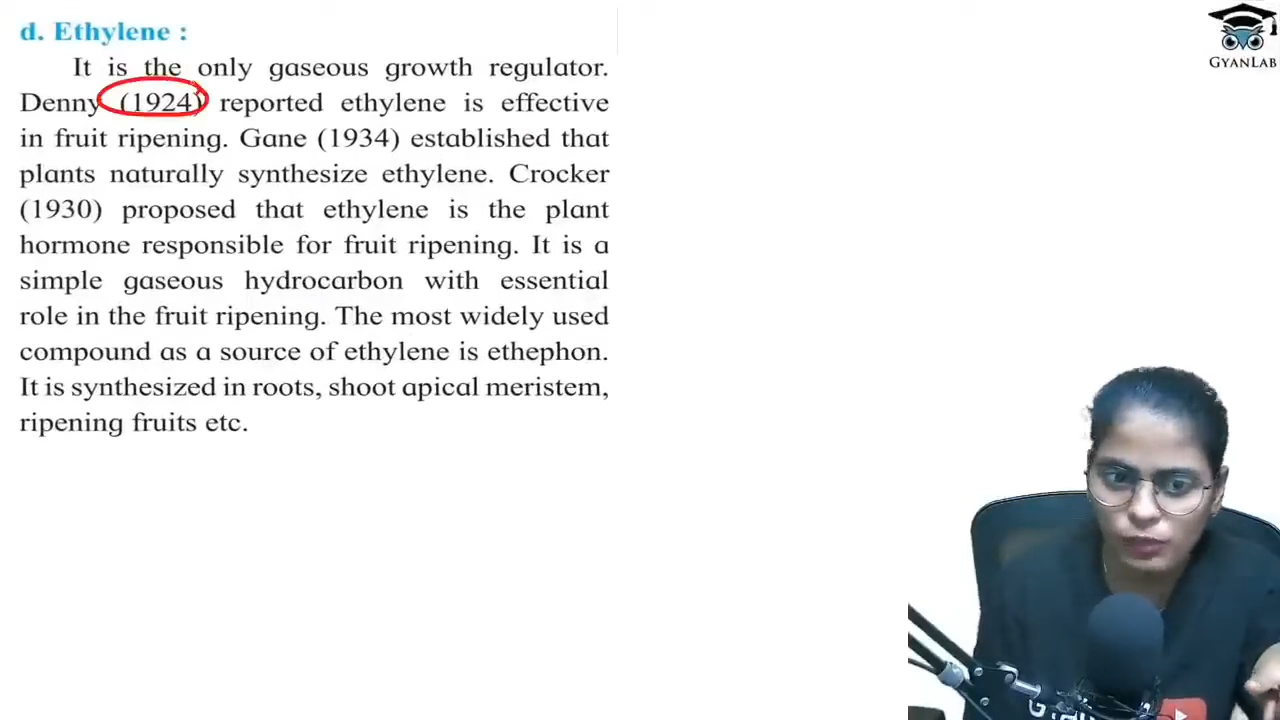 d. Ethylene :
It is the only gaseous growth regulator.
Denny (1924) reported ethylene is effective
in fruit ripening. Gane (1934) established that
plants naturally synthesize ethylene. Crocker
(1930) proposed that ethylene is the plant
hormone responsible for fruit ripening. It is a
simple gaseous hydrocarbon with essential
role in the fruit ripening. The most widely used
compound as a source of ethylene is ethephon.
It is synthesized in roots, shoot apical meristem,
ripening fruits etc.
GYANLAB